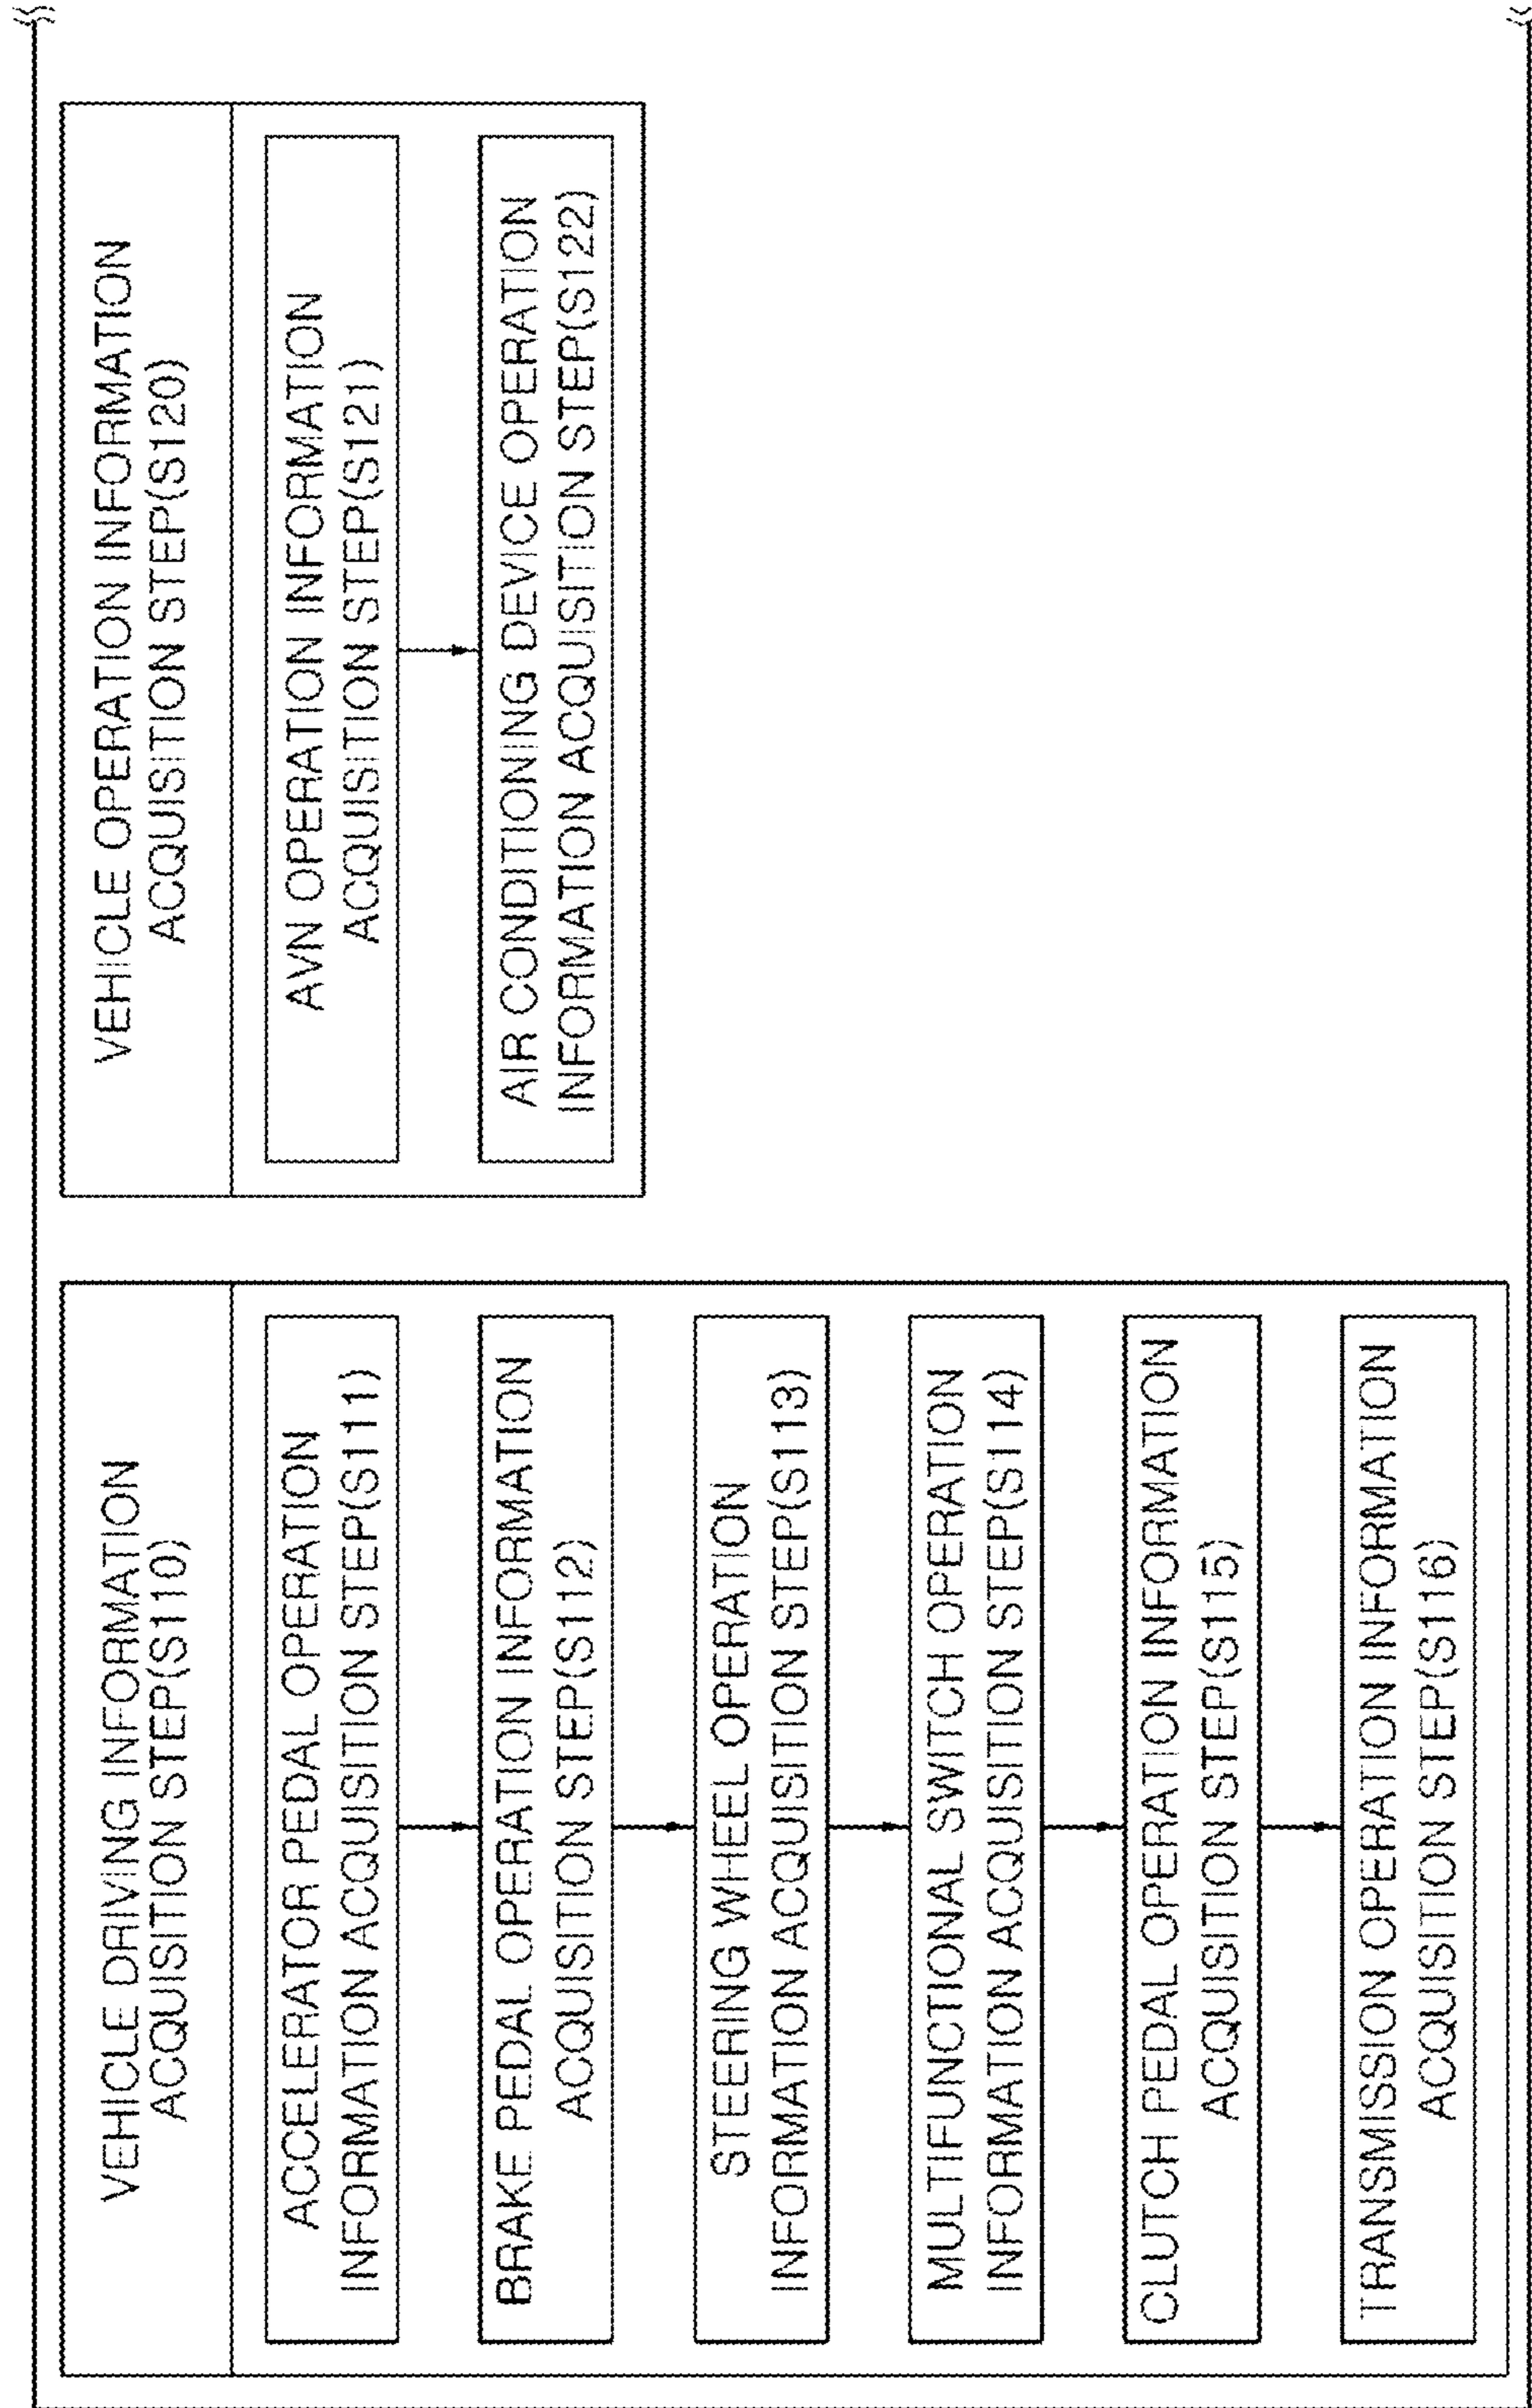 VEHICLE DRIVING INFORMATION
ACQUISITION STEP(S110)
ACCELERATOR PEDAL OPERATION
INFORMATION ACQUISITION STEP(S111)
BRAKE PEDAL OPERATION INFORMATION
ACQUISITION STEP(S112)
STEERING WHEEL OPERATION
INFORMATION ACQUISITION STEP(S113)
MULTIFUNCTIONAL SWITCH OPERATION
INFORMATION ACQUISITION STEP(S114)
CLUTCH PEDAL OPERATION INFORMATION
ACQUISITION STEP(S115)
TRANSMISSION OPERATION INFORMATION
ACQUISITION STEP(S116)
VEHICLE OPERATION INFORMATION
ACQUISITION STEP(S120)
AVN OPERATION INFORMATION
ACQUISITION STEP(S121)
AIR CONDITIONING DEVICE OPERATION
INFORMATION ACQUISITION STEP(S122)